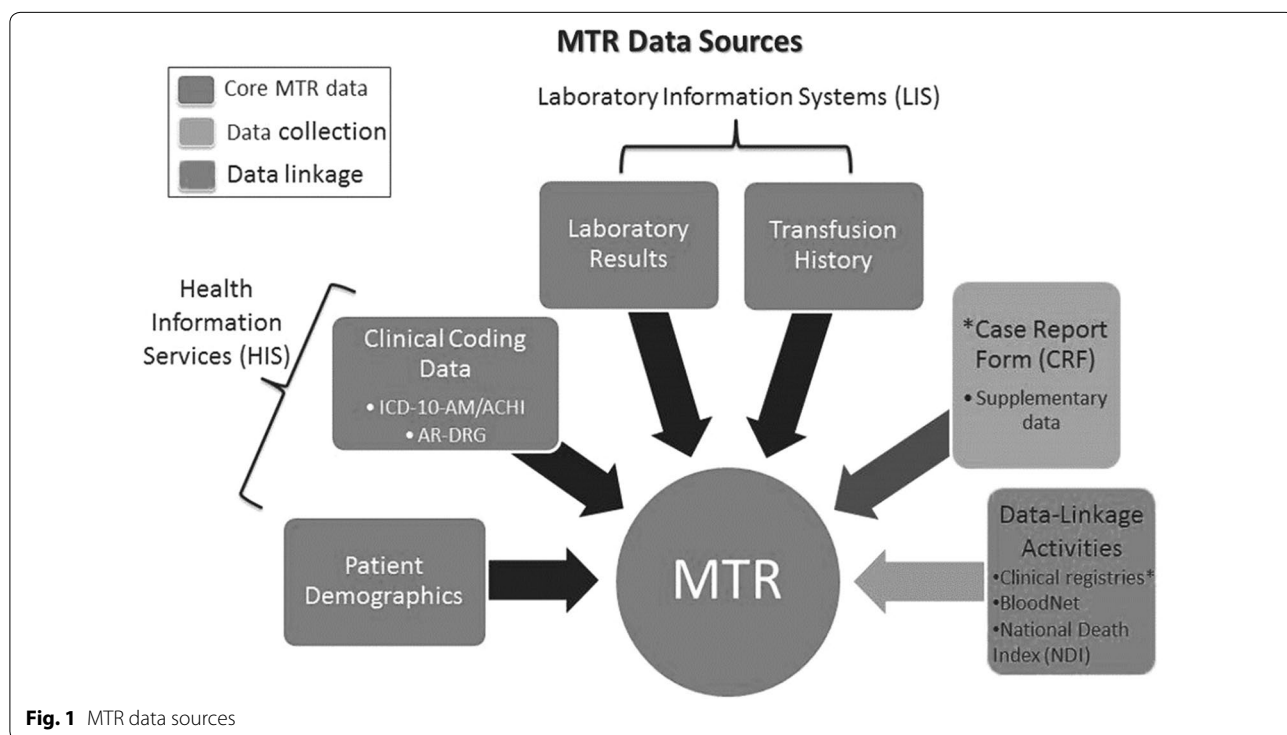 MTR Data Sources
Core MTR data
Data collection
Data linkage
Laboratory Information Systems (LIS)
Laboratory
Results
Transfusion
History
Health
Information
Services (HIS)
Clinical Coding
Data
• ICD-10-AM/ACHI
• AR-DRG
*Case Report
Form (CRF)
• Supplementary
data
Patient
Demographics
MTR
Data-Linkage
Activities
•Clinical registries*
•BloodNet
•National Death
Index (NDI)
Fig. 1 MTR data sources